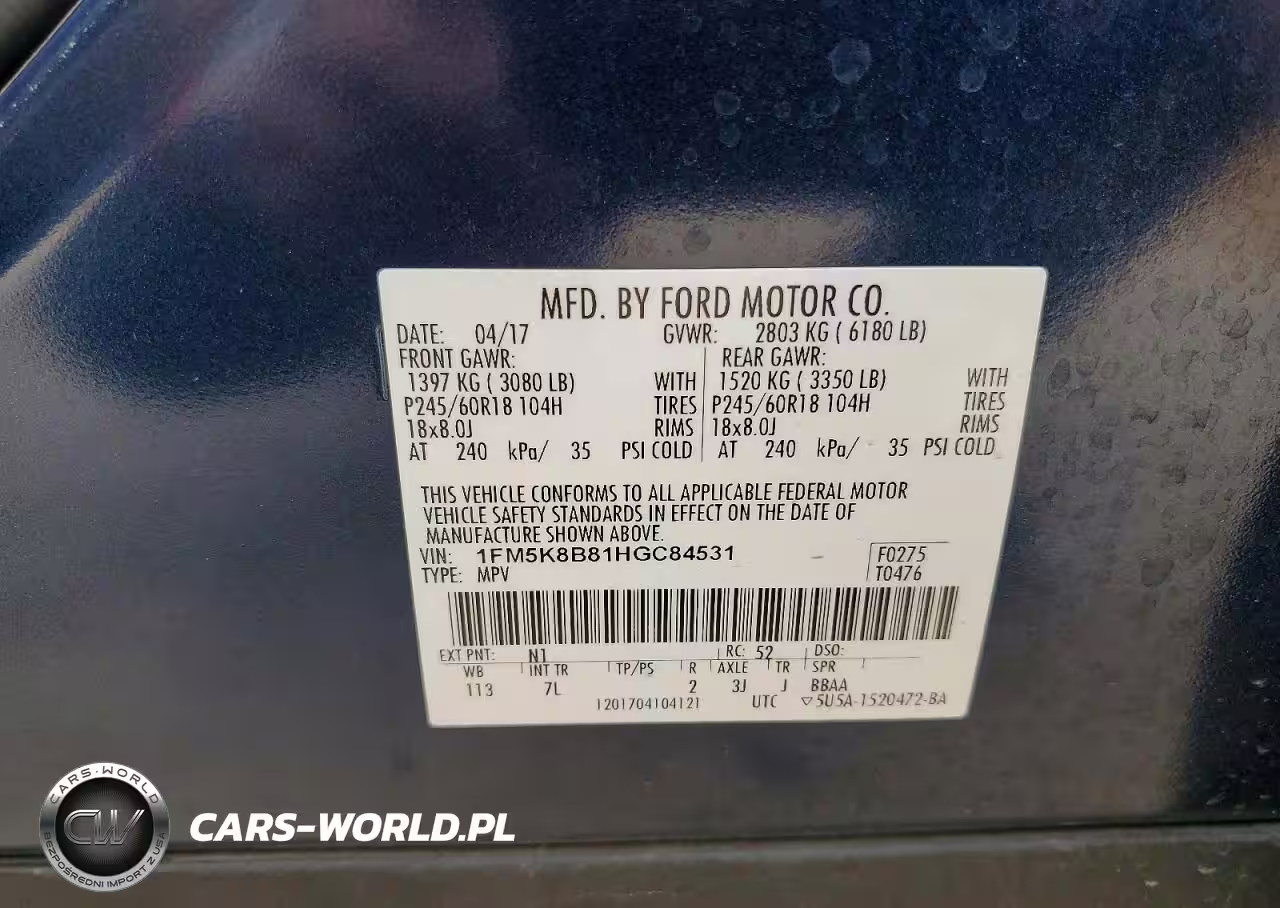 MFD. BY FORD MOTOR CO.
DATE: 04/17 GVWR: 2803 KG ( 6180 LB)
FRONT GAWR: REAR GAWR:
1397 KG ( 3080 LB) WITH 1520 KG ( 3350 LB) WITH
P245/60R18 104H TIRES P245/60R18 104H TIRES
18x8.0J RIMS 18x8.0J RIMS
AT 240 kPa/ 35 PSI COLD AT 240 kPa/ 35 PSI COLD
THIS VEHICLE CONFORMS TO ALL APPLICABLE FEDERAL MOTOR
VEHICLE SAFETY STANDARDS IN EFFECT ON THE DATE OF
MANUFACTURE SHOWN ABOVE.
VIN: 1FM5K8B81HGC84531 F0275
TYPE: MPV T0476
EXT PNT: N1 RC: 52 DSO:
WB INT TR TP/PS R AXLE TR SPR
113 7L 2 3J J BBAA
1201704104121 UTC ▽5U5A-1520472-BA
CARS-WORLD
CW
BEZPOŚREDNI IMPORT Z USA
CARS-WORLD.PL